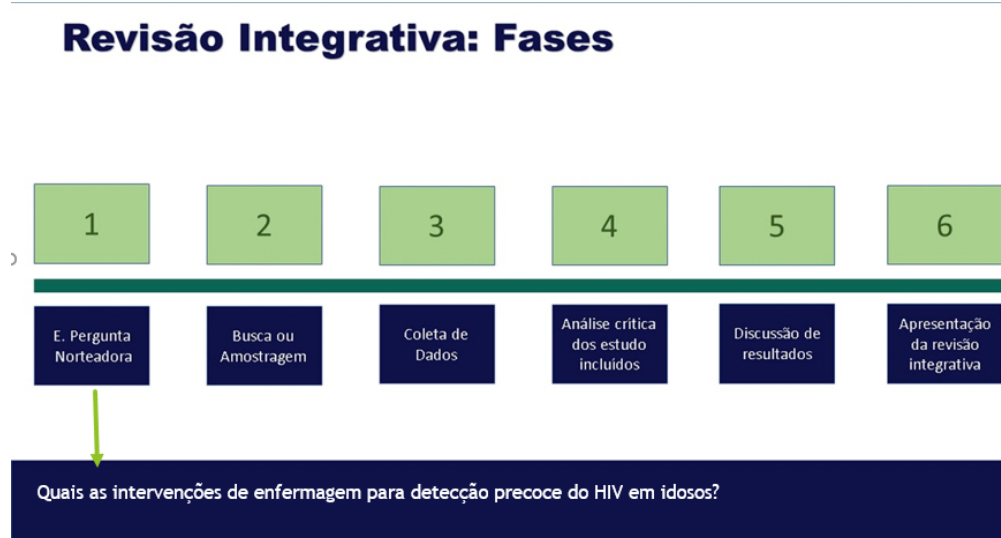 Revisão Integrativa: Fases
1
2
3
4
5
6
E. Pergunta
Norteadora
Busca ou
Amostragem
Coleta de
Dados
Análise crítica
dos estudo
incluídos
Discussão de
resultados
Apresentação
da revisão
integrativa
Quais as intervenções de enfermagem para detecção precoce do HIV em idosos?